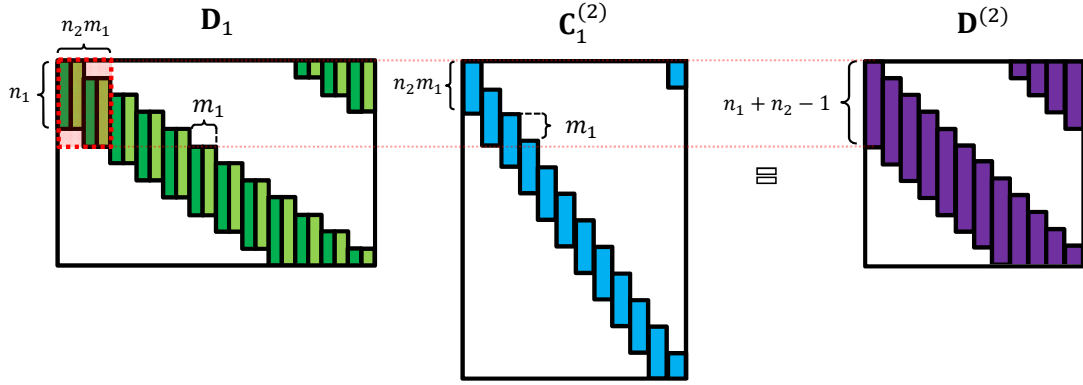 D₁ C₁⁽²⁾ D⁽²⁾
n₂m₁
n₁
m₁
n₂m₁
m₁
n₁ + n₂ − 1
=